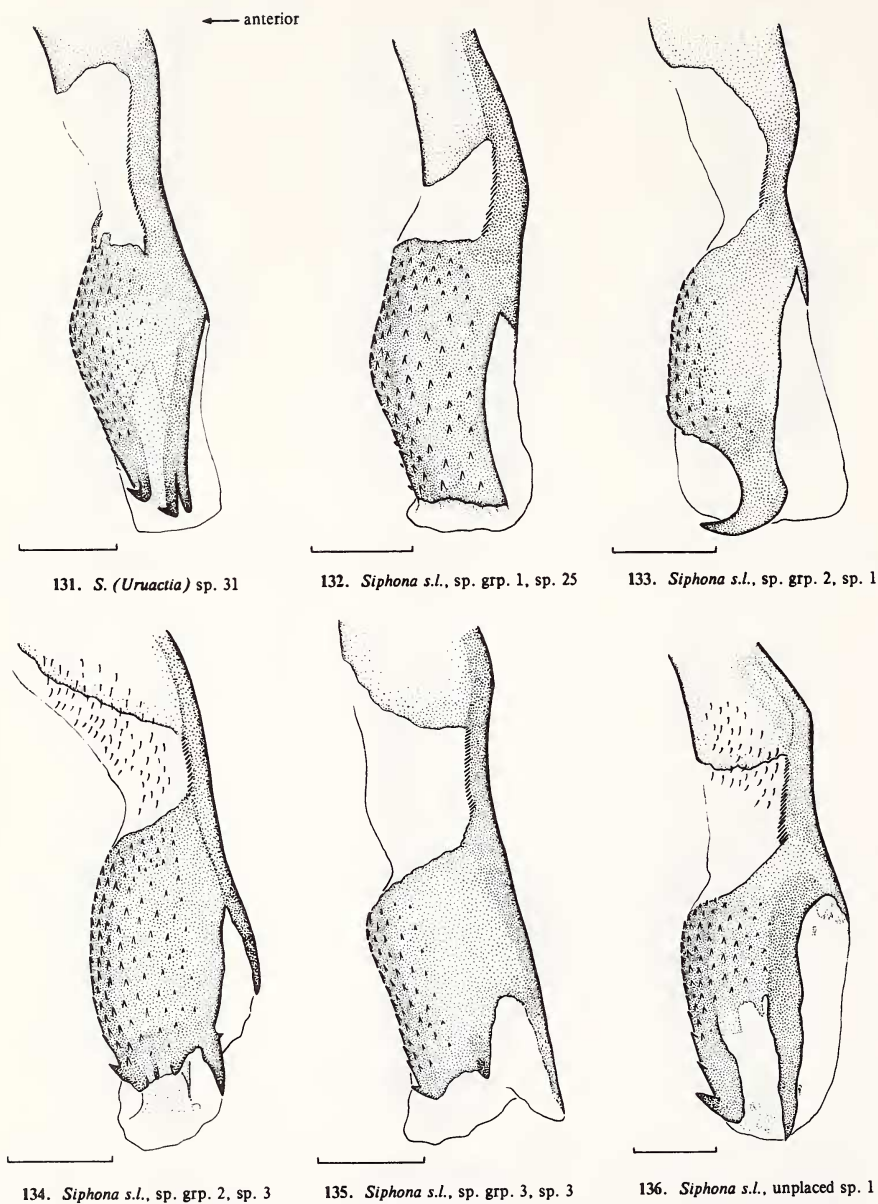 ← anterior
131. S. (Uruactia) sp. 31
132. Siphona s.l., sp. grp. 1, sp. 25
133. Siphona s.l., sp. grp. 2, sp. 1
134. Siphona s.l., sp. grp. 2, sp. 3
135. Siphona s.l., sp. grp. 3, sp. 3
136. Siphona s.l., unplaced sp. 1